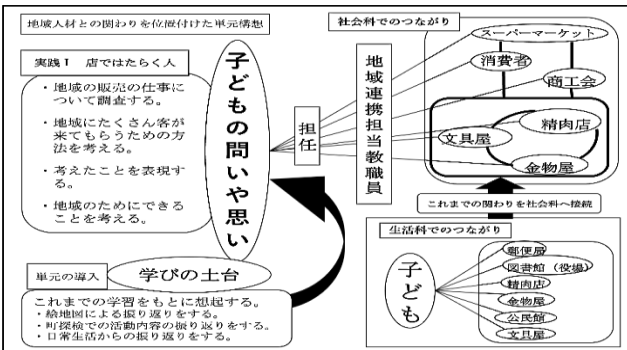 地域人材との関わりを位置付けた単元構想
実践Ⅰ 店ではたらく人
・地域の販売の仕事に
ついて調査する。
・地域にたくさん客が
来てもらうための方
法を考える。
・考えたことを表現す
る。
・地域のためにできる
ことを考える。
子どもの問いや思い
単元の導入
学びの土台
これまでの学習をもとに想起する。
・絵地図による振り返りをする。
・町探検での活動内容の振り返りをする。
・日常生活からの振り返りをする。
担任
地域連携担当教職員
社会科でのつながり
スーパーマーケット
消費者
商工会
精肉店
文具屋
金物屋
これまでの関わりを社会科へ接続
生活科でのつながり
子ども
郵便局
図書館（役場）
精肉店
金物屋
公民館
文具屋